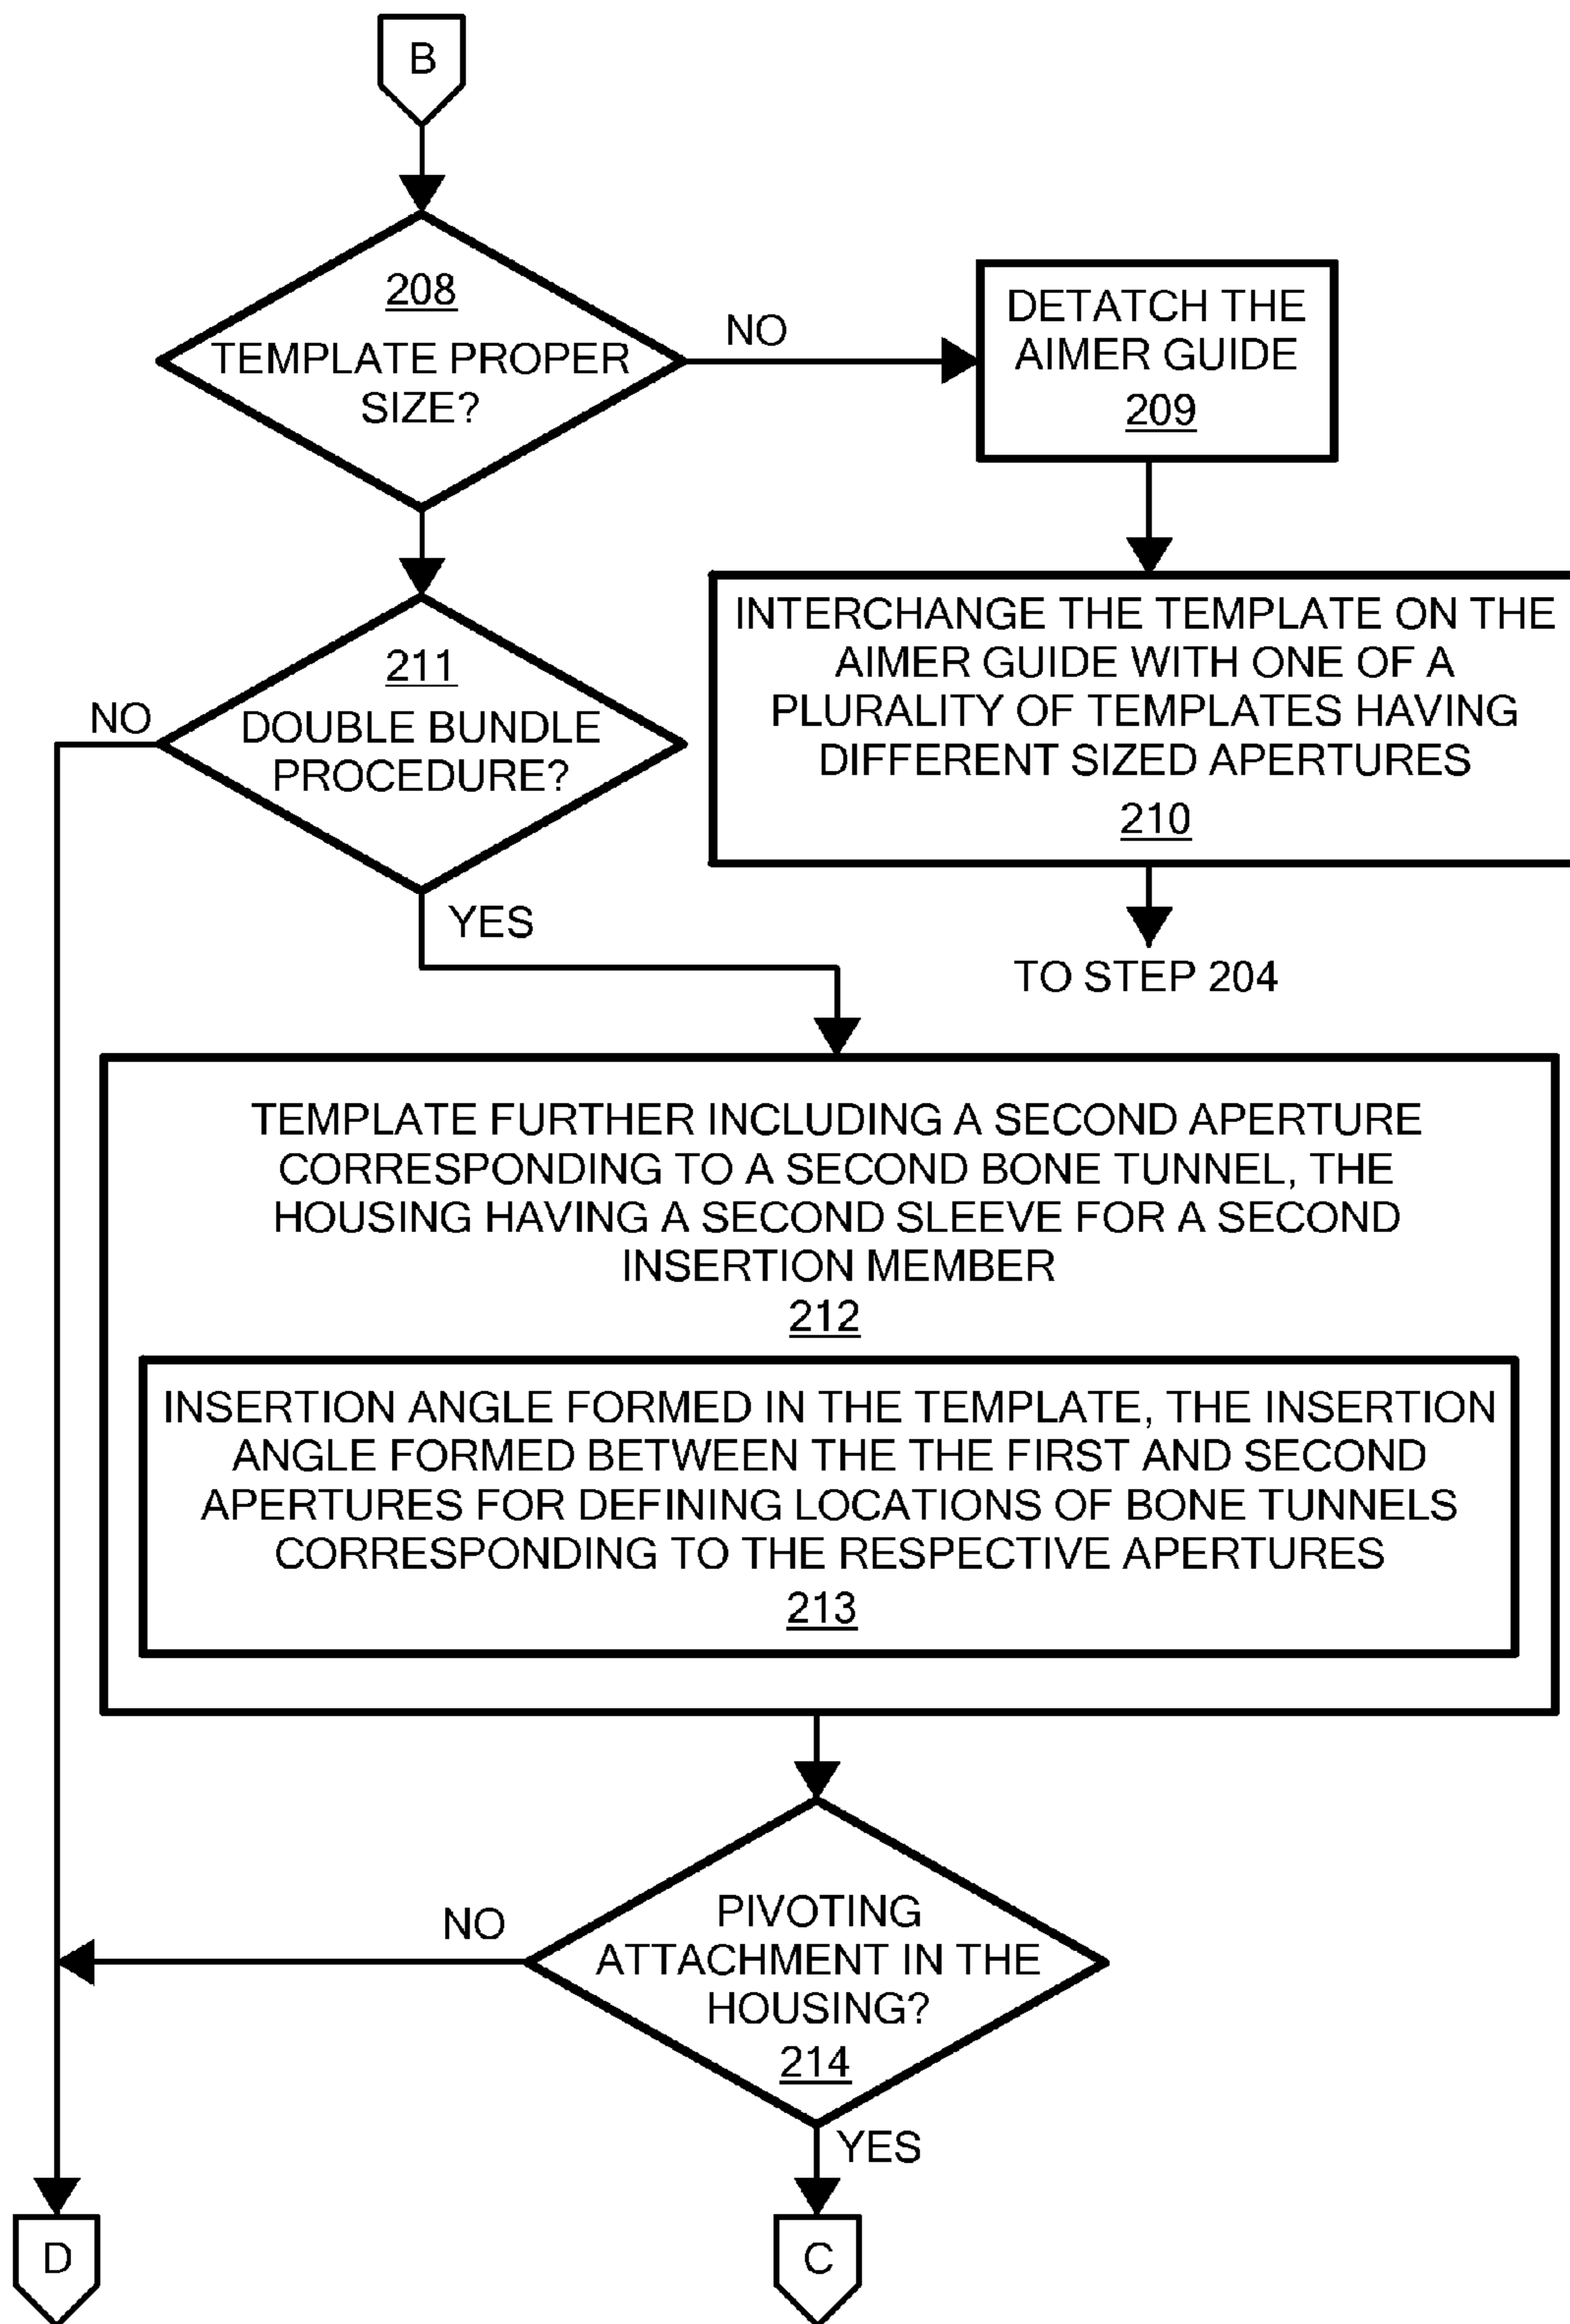 B
208
TEMPLATE PROPER
SIZE?
NO
DETATCH THE
AIMER GUIDE
209
211
DOUBLE BUNDLE
PROCEDURE?
NO
YES
INTERCHANGE THE TEMPLATE ON THE
AIMER GUIDE WITH ONE OF A
PLURALITY OF TEMPLATES HAVING
DIFFERENT SIZED APERTURES
210
TO STEP 204
TEMPLATE FURTHER INCLUDING A SECOND APERTURE
CORRESPONDING TO A SECOND BONE TUNNEL, THE
HOUSING HAVING A SECOND SLEEVE FOR A SECOND
INSERTION MEMBER
212
INSERTION ANGLE FORMED IN THE TEMPLATE, THE INSERTION
ANGLE FORMED BETWEEN THE THE FIRST AND SECOND
APERTURES FOR DEFINING LOCATIONS OF BONE TUNNELS
CORRESPONDING TO THE RESPECTIVE APERTURES
213
NO
PIVOTING
ATTACHMENT IN THE
HOUSING?
214
YES
D
C